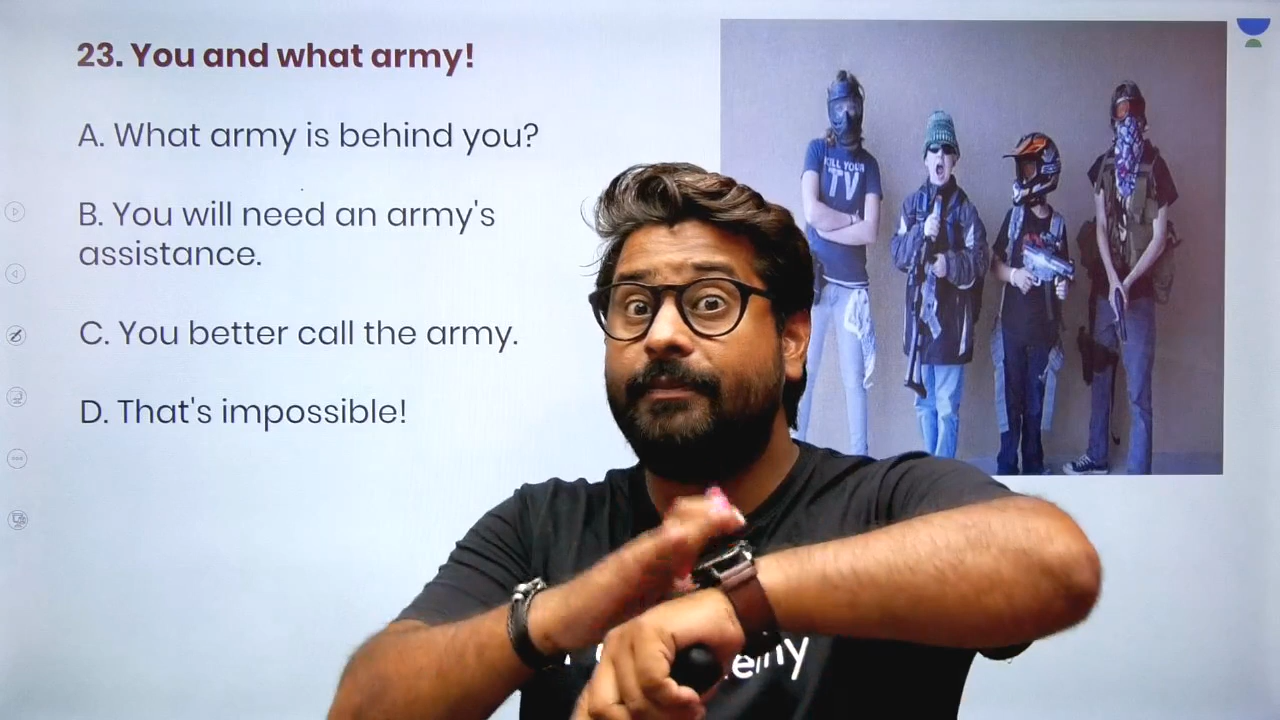 23. You and what army!
A. What army is behind you?
B. You will need an army's
assistance.
C. You better call the army.
D. That's impossible!
KILL YOUR
TV